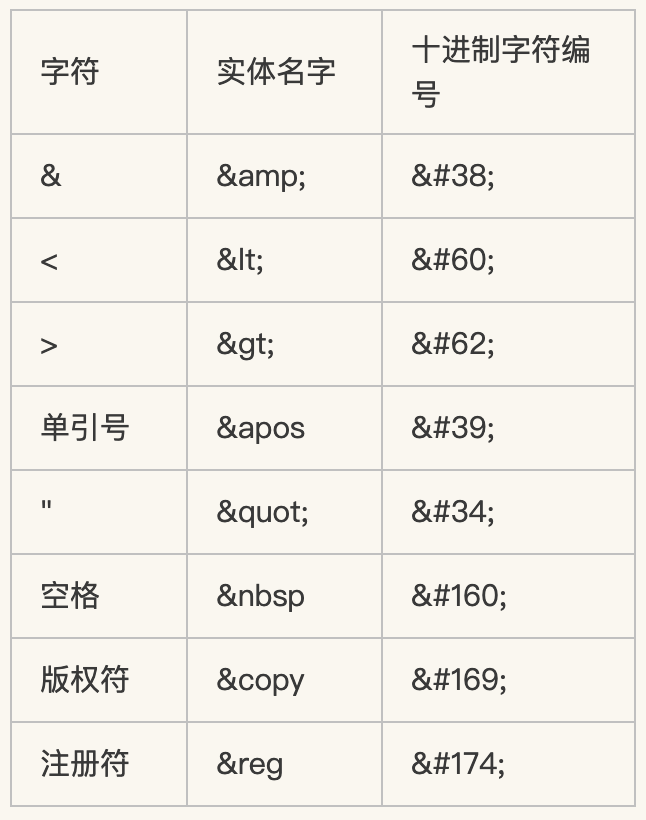 字符 实体名字 十进制字符编号
& &amp; &#38;
< &lt; &#60;
> &gt; &#62;
单引号 &apos &#39;
" &quot; &#34;
空格 &nbsp &#160;
版权符 &copy &#169;
注册符 &reg &#174;